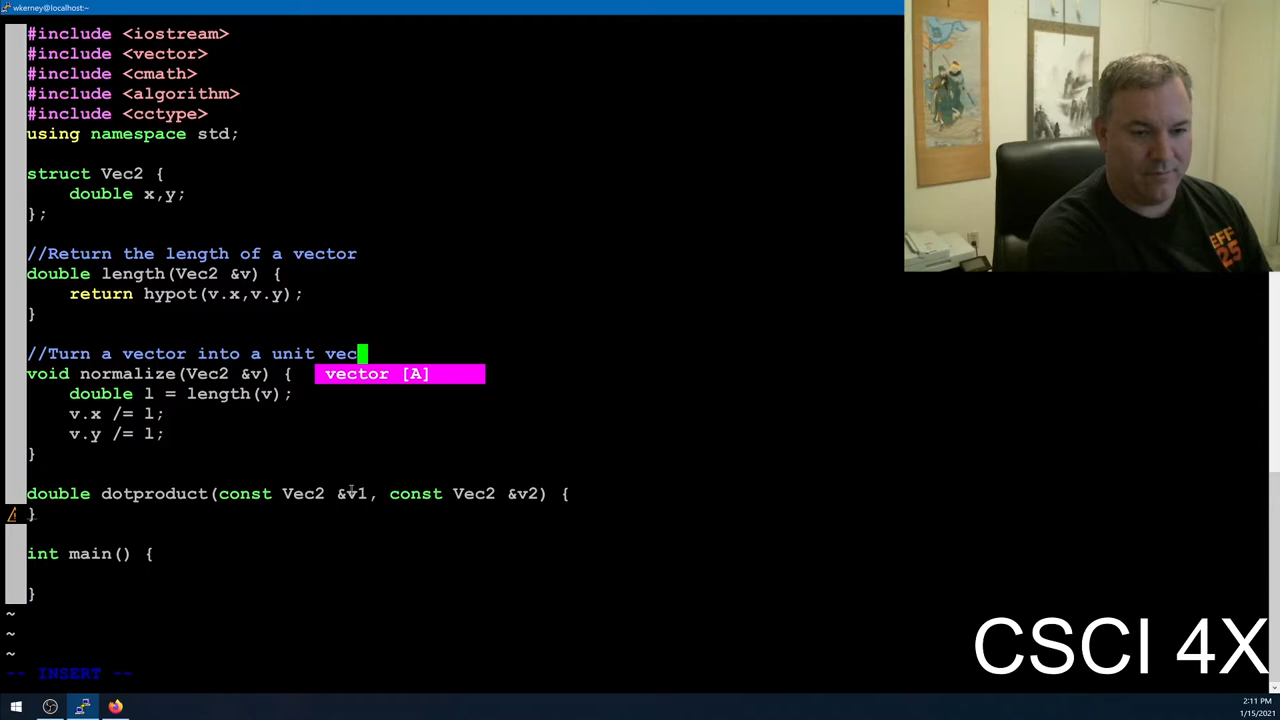 wkerney@localhost:~
#include <iostream>
#include <vector>
#include <cmath>
#include <algorithm>
#include <cctype>
using namespace std;
struct Vec2 {
double x,y;
};
//Return the length of a vector
double length(Vec2 &v) {
return hypot(v.x,v.y);
}
//Turn a vector into a unit vec
void normalize(Vec2 &v) {
vector [A]
double l = length(v);
v.x /= l;
v.y /= l;
}
double dotproduct(const Vec2 &v1, const Vec2 &v2) {
}
int main() {
}
~
~
~
-- INSERT --
EFF
25
CSCI 4X
2:11 PM
1/15/2021